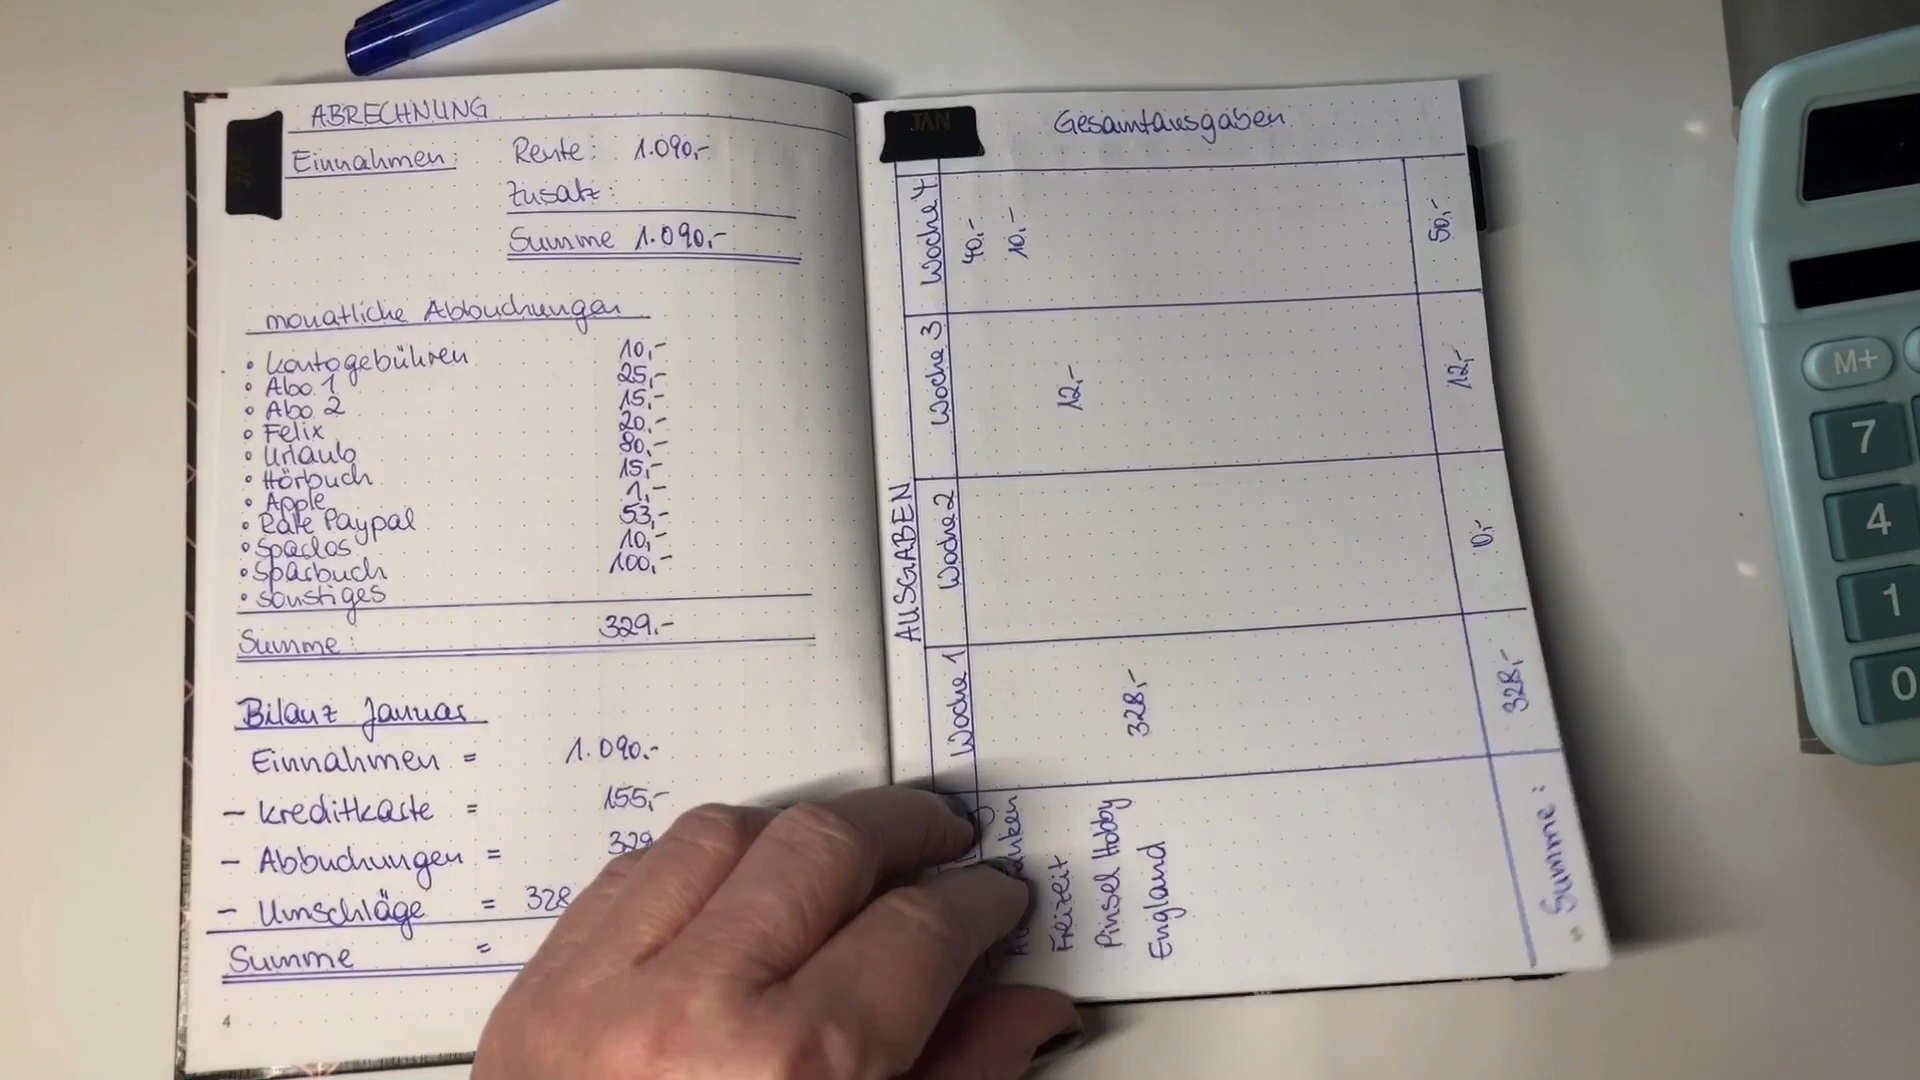 ABRECHNUNG
Einnahmen: Rente: 1.090,-
Zusatz:
Summe 1.090,-
monatliche Abbuchungen
• Kontogebühren 10,-
• Abo 1 25,-
• Abo 2 15,-
• Felix 20,-
• Urlaub 80,-
• Hörbuch 15,-
• Apple 1,-
• Rate Paypal 53,-
• Sparlos 10,-
• Sparbuch 100,-
• sonstiges
Summe: 329.-
Bilanz Januar
Einnahmen = 1.090.-
- Kreditkarte = 155,-
- Abbuchungen = 329
- Umschläge = 328
Summe =
4
JAN
Gesamtausgaben
AUSGABEN
Woche 1 Woche 2 Woche 3 Woche 4
40,-
10,-
Freizeit 12,-
Pinsel Hobby 328,-
England
Summe: 328,- 0,- 12,- 50,-
M+
7
4
1
0